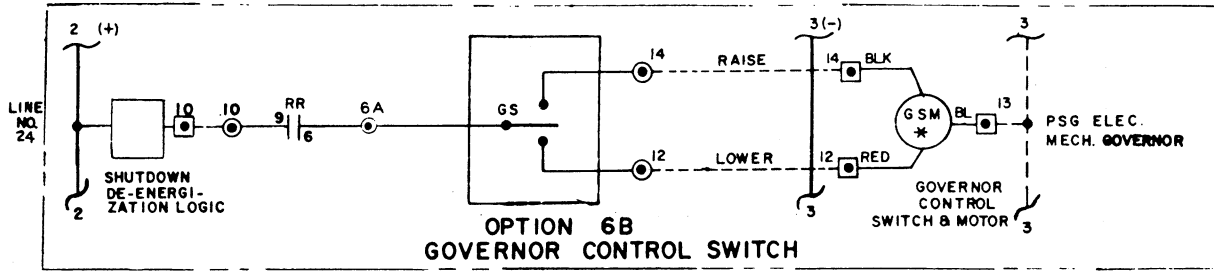 2 (+)
3(-)
3
14
RAISE
14 BLK
LINE
NO.
24
10
10
9 RR
6
6A
GS
GSM
*
BL
13
PSG ELEC.
MECH. GOVERNOR
SHUTDOWN
DE-ENERGI-
ZATION LOGIC
2
12
LOWER
12 RED
3
GOVERNOR
CONTROL
SWITCH & MOTOR
3
OPTION 6B
GOVERNOR CONTROL SWITCH